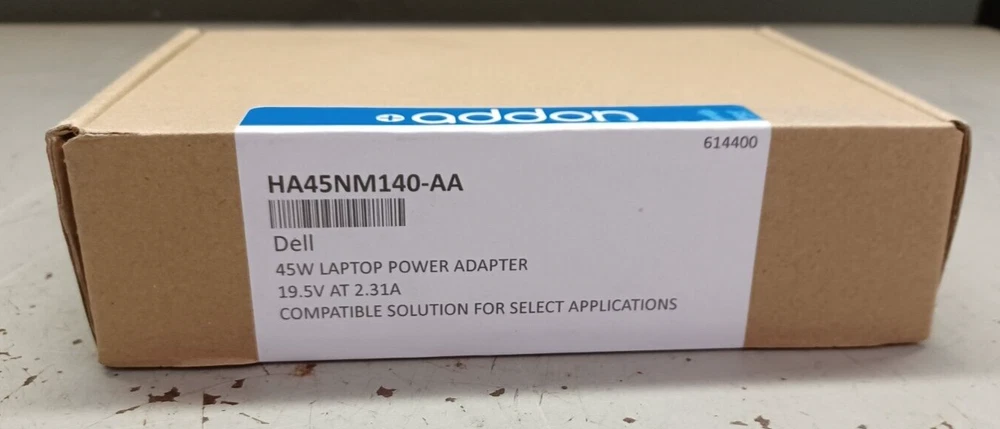 addon
614400
HA45NM140-AA
Dell
45W LAPTOP POWER ADAPTER
19.5V AT 2.31A
COMPATIBLE SOLUTION FOR SELECT APPLICATIONS